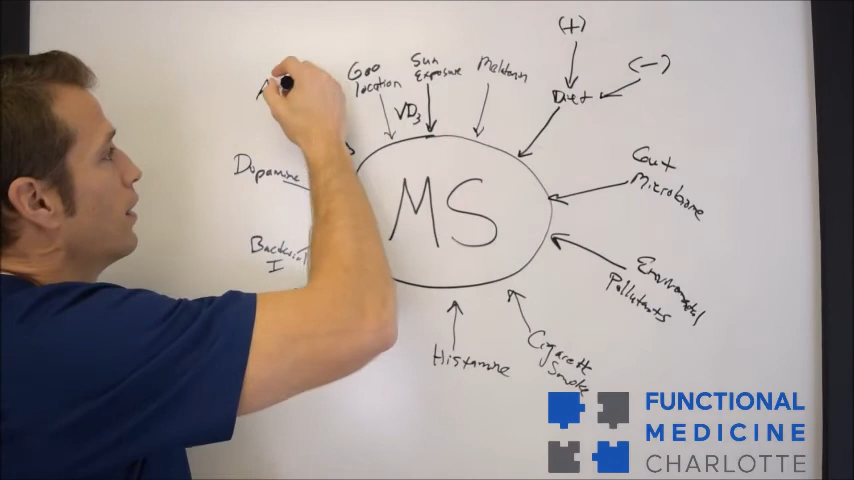 (+)
(-)
Geo
location
Sun
Exposure
Melatonin
VD3
Diet
Gut
Microbiome
Dopamine
MS
Bacterial
I
Environmental
Pollutants
Histamine
Cigarette
Smoke
FUNCTIONAL
MEDICINE
CHARLOTTE